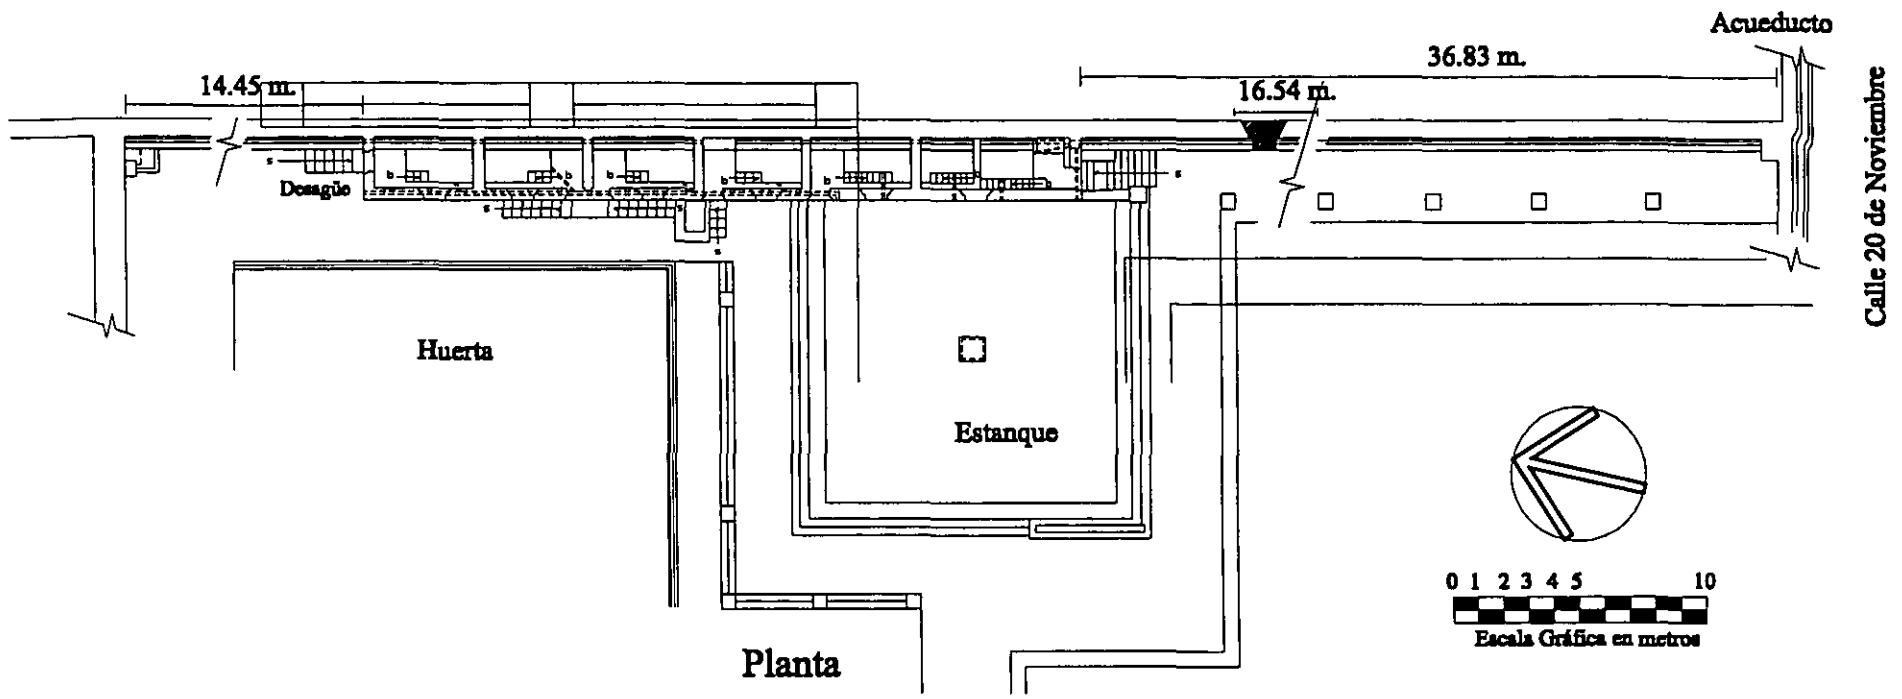 Acueducto
36.83 m.
14.45 m.
16.54 m.
Calle 20 de Noviembre
s
b
b
b
b
b
s
Desagüe
s
s
s
s
Huerta
Estanque
0 1 2 3 4 5 10
Escala Gráfica en metros
Planta